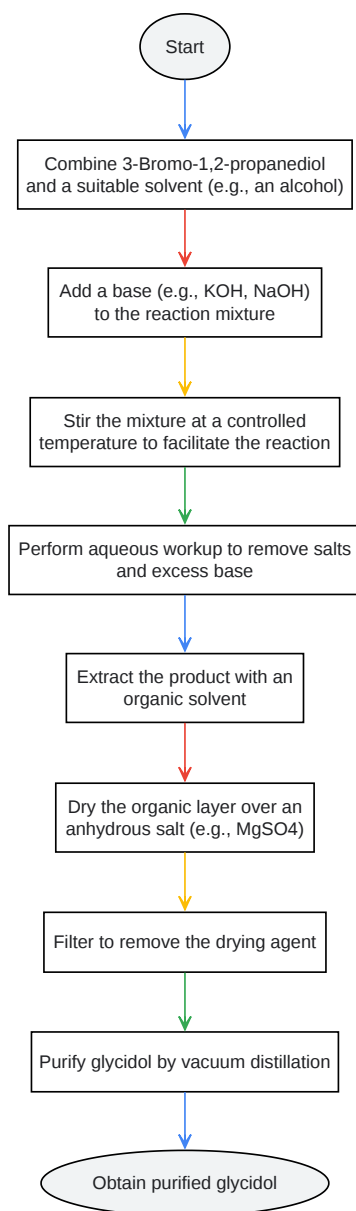 Start
Combine 3-Bromo-1,2-propanediol
and a suitable solvent (e.g., an alcohol)
Add a base (e.g., KOH, NaOH)
to the reaction mixture
Stir the mixture at a controlled
temperature to facilitate the reaction
Perform aqueous workup to remove salts
and excess base
Extract the product with an
organic solvent
Dry the organic layer over an
anhydrous salt (e.g., MgSO4)
Filter to remove the drying agent
Purify glycidol by vacuum distillation
Obtain purified glycidol